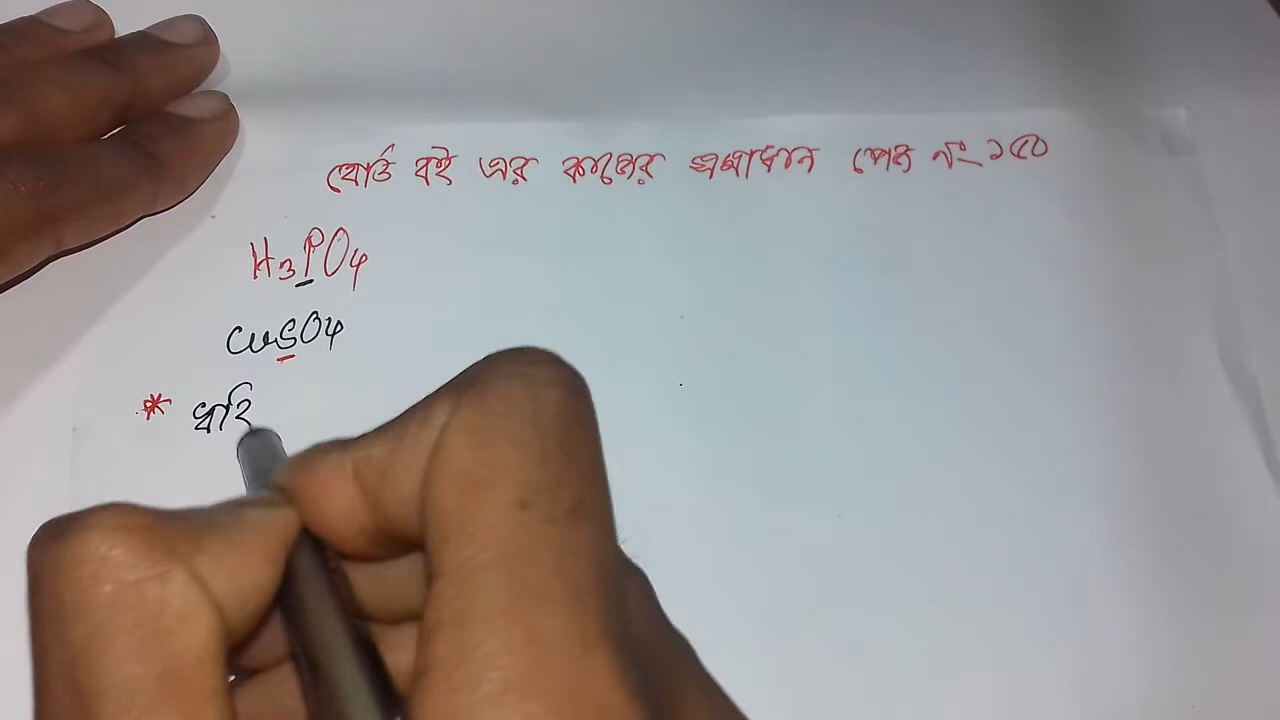 বোর্ড বই এর কাজের সমাধান পেজ নং ১৫০
H3PO4
CuSO4
* ধরি